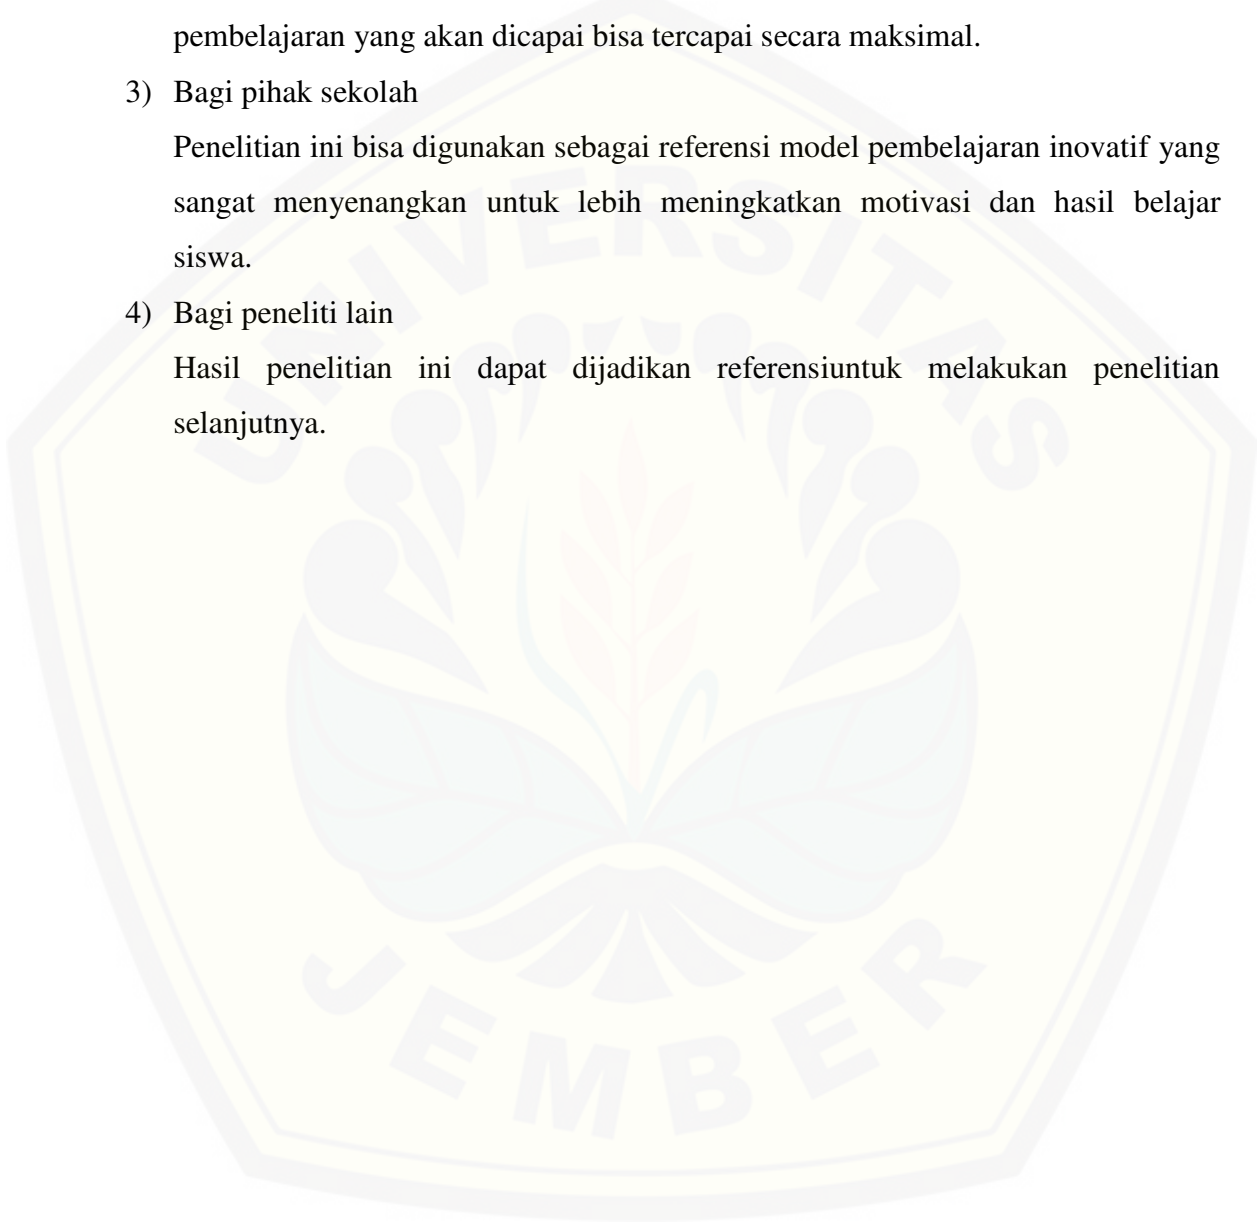 pembelajaran yang akan dicapai bisa tercapai secara maksimal.
3) Bagi pihak sekolah
Penelitian ini bisa digunakan sebagai referensi model pembelajaran inovatif yang
sangat menyenangkan untuk lebih meningkatkan motivasi dan hasil belajar
siswa.
4) Bagi peneliti lain
Hasil penelitian ini dapat dijadikan referensiuntuk melakukan penelitian
selanjutnya.
UNIVERSITAS
JEMBER